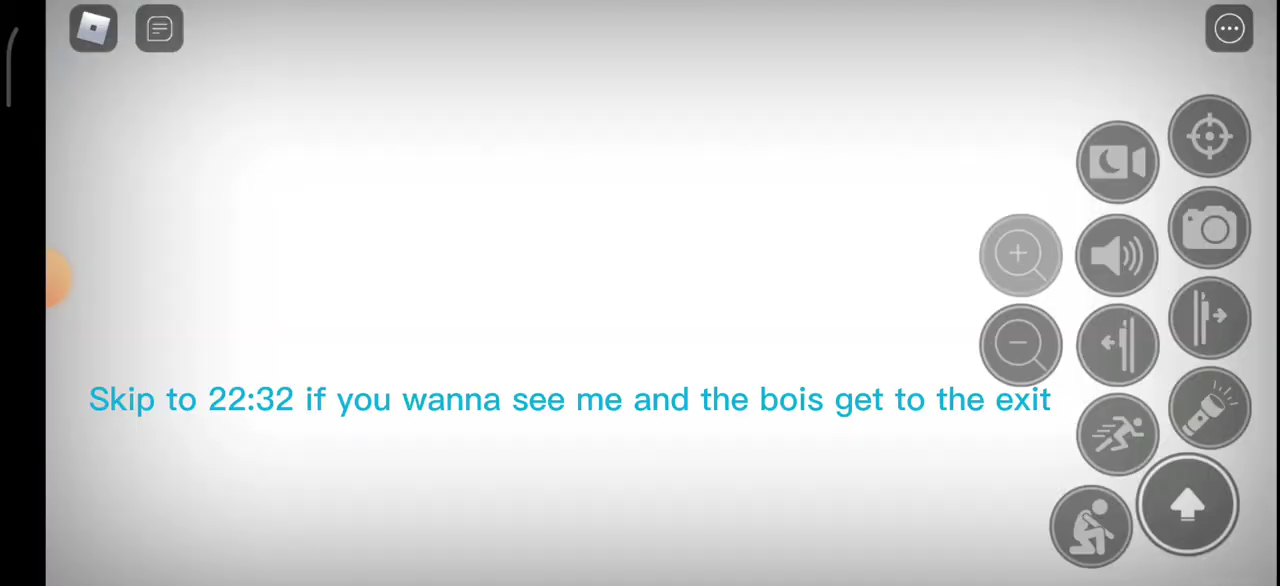 Skip to 22:32 if you wanna see me and the bois get to the exit